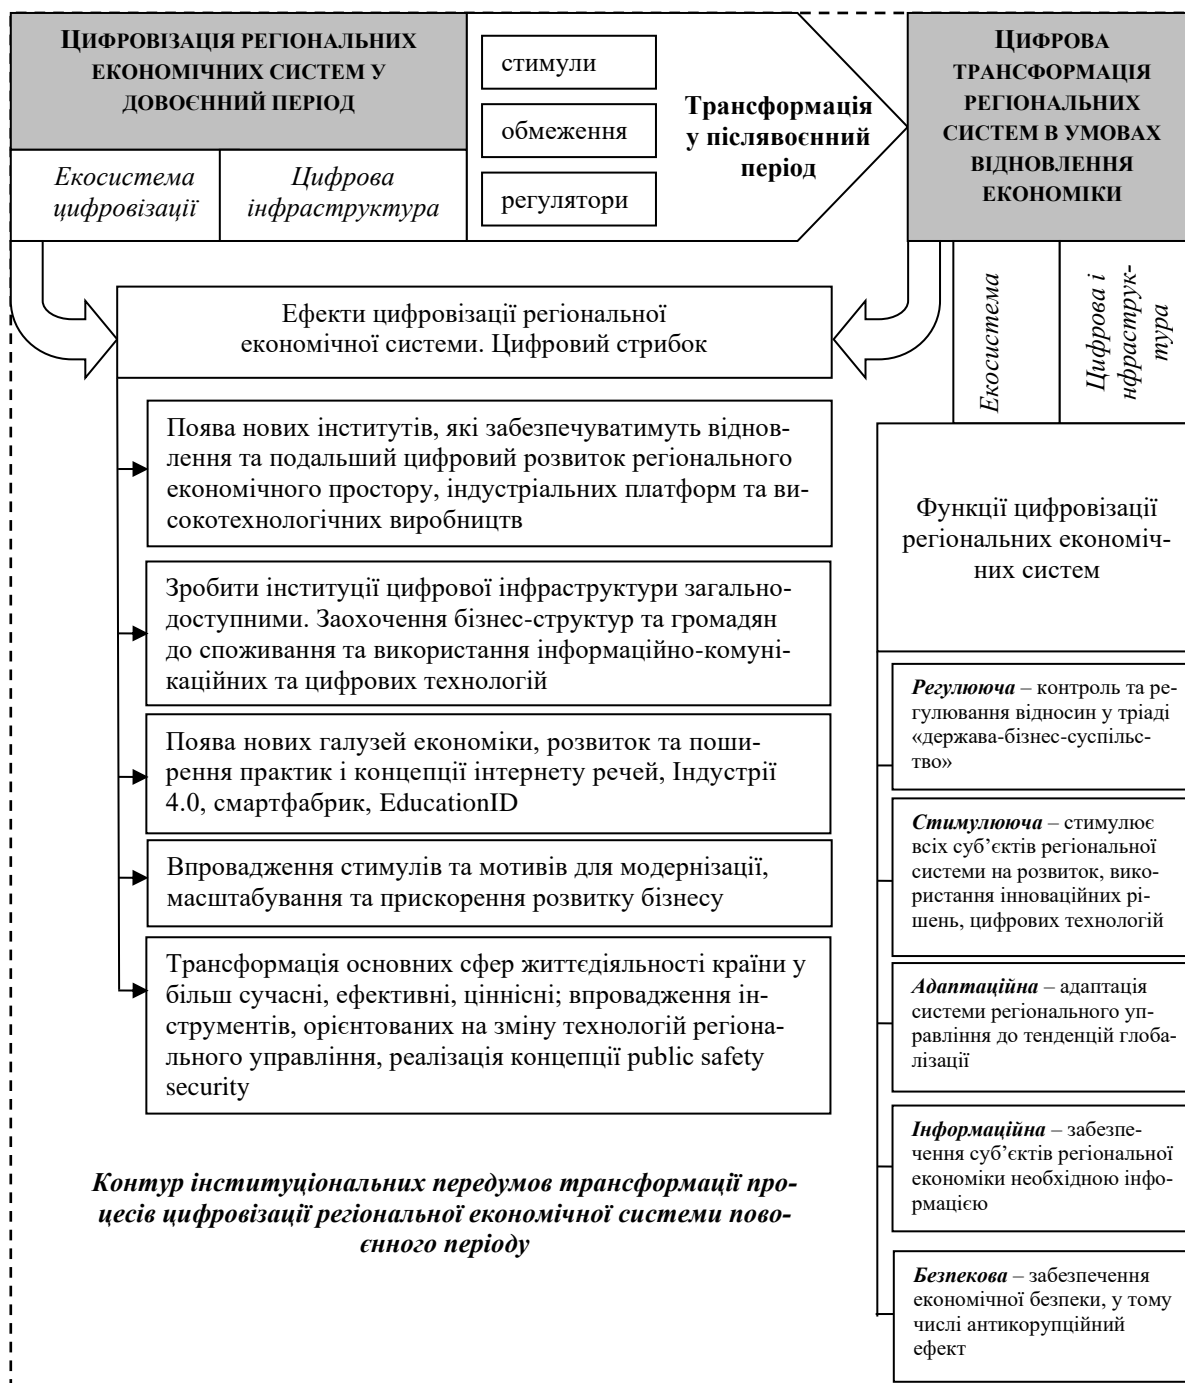 ЦИФРОВІЗАЦІЯ РЕГІОНАЛЬНИХ
ЕКОНОМІЧНИХ СИСТЕМ У
ДОВОЄННИЙ ПЕРІОД
Екосистема
цифровізації
Цифрова
інфраструктура
стимули
обмеження
регулятори
Трансформація
у післявоєнний
період
ЦИФРОВА
ТРАНСФОРМАЦІЯ
РЕГІОНАЛЬНИХ
СИСТЕМ В УМОВАХ
ВІДНОВЛЕННЯ
ЕКОНОМІКИ
Екосистема
Цифрова і
нфраструк-
тура
Ефекти цифровізації регіональної
економічної системи. Цифровий стрибок
Поява нових інститутів, які забезпечуватимуть віднов-
лення та подальший цифровий розвиток регіонального
економічного простору, індустріальних платформ та ви-
сокотехнологічних виробництв
Зробити інституції цифрової інфраструктури загально-
доступними. Заохочення бізнес-структур та громадян
до споживання та використання інформаційно-комуні-
каційних та цифрових технологій
Поява нових галузей економіки, розвиток та поши-
рення практик і концепції інтернету речей, Індустрії
4.0, смартфабрик, EducationID
Впровадження стимулів та мотивів для модернізації,
масштабування та прискорення розвитку бізнесу
Трансформація основних сфер життєдіяльності країни у
більш сучасні, ефективні, ціннісні; впровадження ін-
струментів, орієнтованих на зміну технологій регіона-
льного управління, реалізація концепції public safety
security
Контур інституціональних передумов трансформації про-
цесів цифровізації регіональної економічної системи пово-
єнного періоду
Функції цифровізації
регіональних економіч-
них систем
Регулююча – контроль та ре-
гулювання відносин у тріаді
«держава-бізнес-суспільс-
тво»
Стимулююча – стимулює
всіх суб’єктів регіональної
системи на розвиток, вико-
ристання інноваційних рі-
шень, цифрових технологій
Адаптаційна – адаптація
системи регіонального уп-
равління до тенденцій глоба-
лізації
Інформаційна – забезпе-
чення суб’єктів регіональної
економіки необхідною інфо-
рмацією
Безпекова – забезпечення
економічної безпеки, у тому
числі антикорупційний
ефект